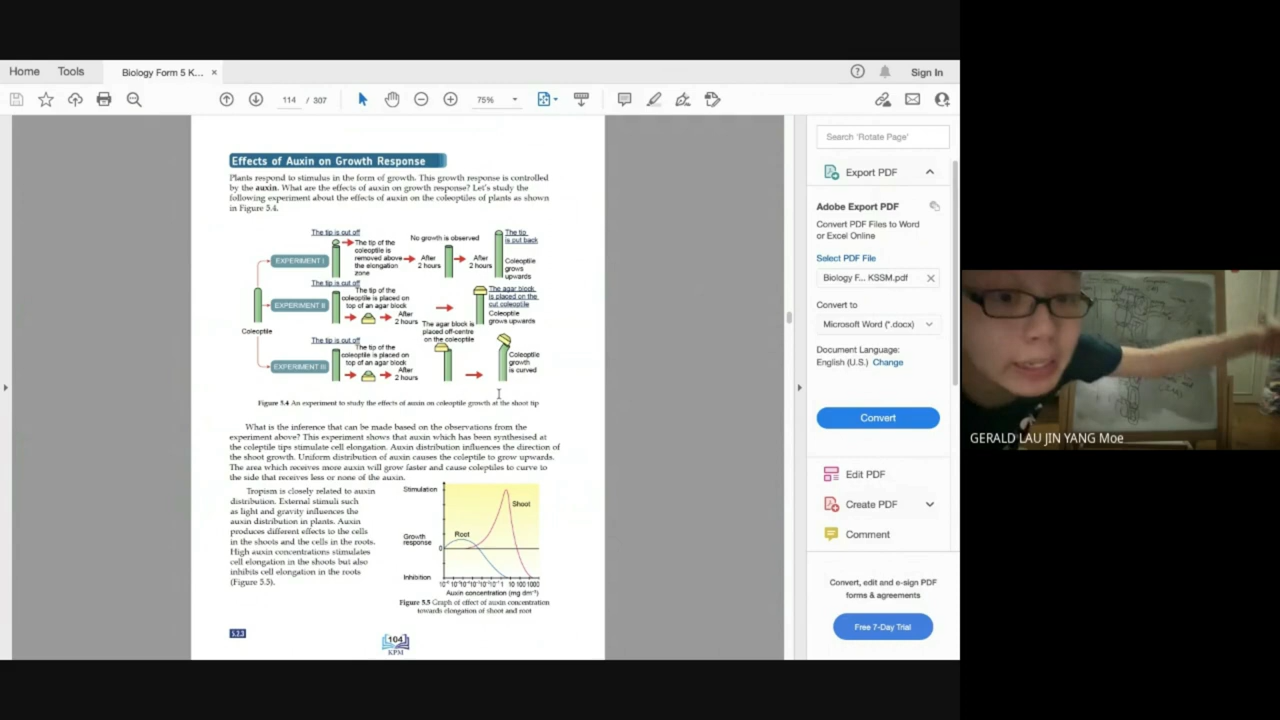 Home
Tools
Biology Form 5 K...
Sign In
114 / 307
75%
Search 'Rotate Page'
Export PDF
Adobe Export PDF
Convert PDF Files to Word
or Excel Online
Select PDF File
Biology F... KSSM.pdf
Convert to
Microsoft Word (*.docx)
Document Language:
English (U.S.) Change
Convert
Edit PDF
Create PDF
Comment
Convert, edit and e-sign PDF
forms & agreements
Free 7-Day Trial
Effects of Auxin on Growth Response
Plants respond to stimulus in the form of growth. This growth response is controlled
by the auxin. What are the effects of auxin on growth response? Let's study the
following experiment about the effects of auxin on the coleoptiles of plants as shown
in Figure 5.4.
Coleoptile
EXPERIMENT I
The tip is cut off
The tip of the
coleoptile is
removed above
the elongation
zone
After
2 hours
No growth is observed
After
2 hours
The tip
is put back
Coleoptile
grows
upwards
EXPERIMENT II
The tip is cut off
The tip of the
coleoptile is placed on
top of an agar block
After
2 hours
The agar block
is placed on the
cut coleoptile
Coleoptile
grows upwards
EXPERIMENT III
The tip is cut off
The tip of the
coleoptile is placed on
top of an agar block
After
2 hours
The agar block is
placed off-centre
on the coleoptile
Coleoptile
growth
is curved
Figure 5.4 An experiment to study the effects of auxin on coleoptile growth at the shoot tip
What is the inference that can be made based on the observations from the
experiment above? This experiment shows that auxin which has been synthesised at
the coleptile tips stimulate cell elongation. Auxin distribution influences the direction of
the shoot growth. Uniform distribution of auxin causes the coleptile to grow upwards.
The area which receives more auxin will grow faster and cause coleptiles to curve to
the side that receives less or none of the auxin.
Tropism is closely related to auxin
distribution. External stimuli such
as light and gravity influences the
auxin distribution in plants. Auxin
produces different effects to the cells
in the shoots and the cells in the roots.
High auxin concentrations stimulates
cell elongation in the shoots but also
inhibits cell elongation in the roots
(Figure 5.5).
Stimulation
Shoot
Root
Growth
response
0
Inhibition
Auxin concentration (mg dm⁻³)
Figure 5.5 Graph of effect of auxin concentration
towards elongation of shoot and root
5.2.3
104
KPM
GERALD LAU JIN YANG Moe